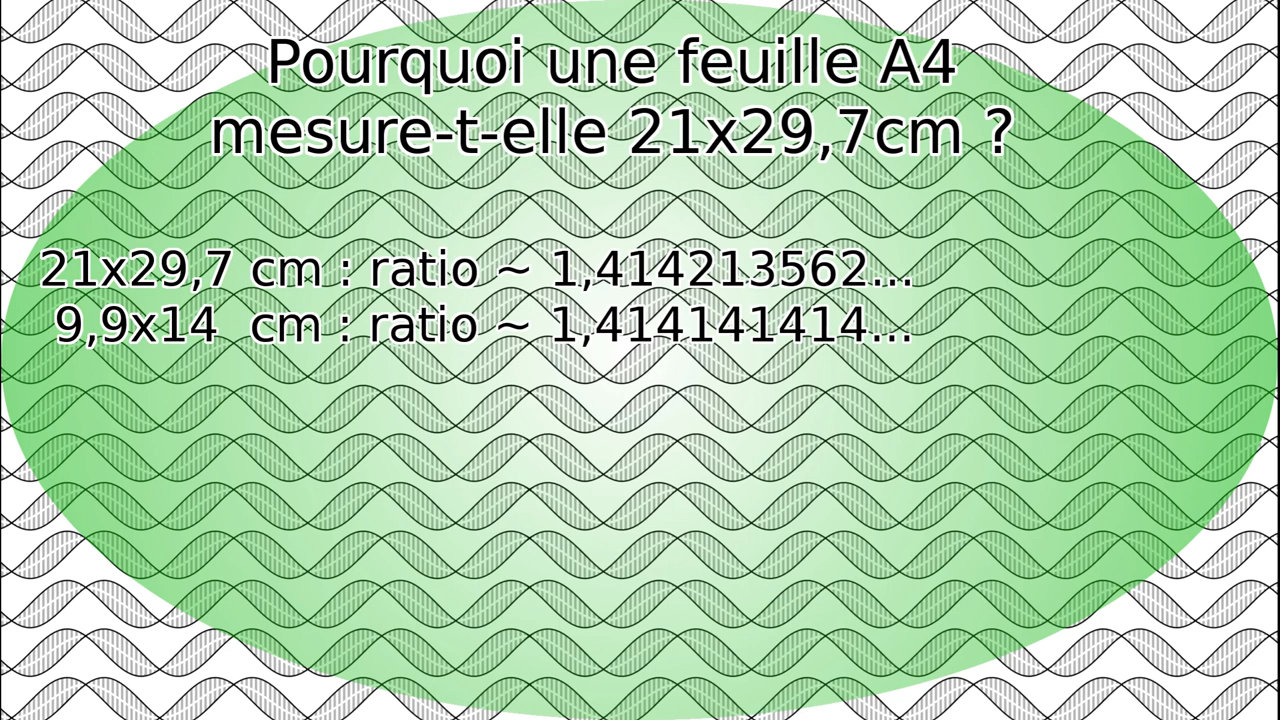 Pourquoi une feuille A4
mesure-t-elle 21x29,7cm ?
21x29,7 cm : ratio ~ 1,414213562...
9,9x14 cm : ratio ~ 1,414141414...